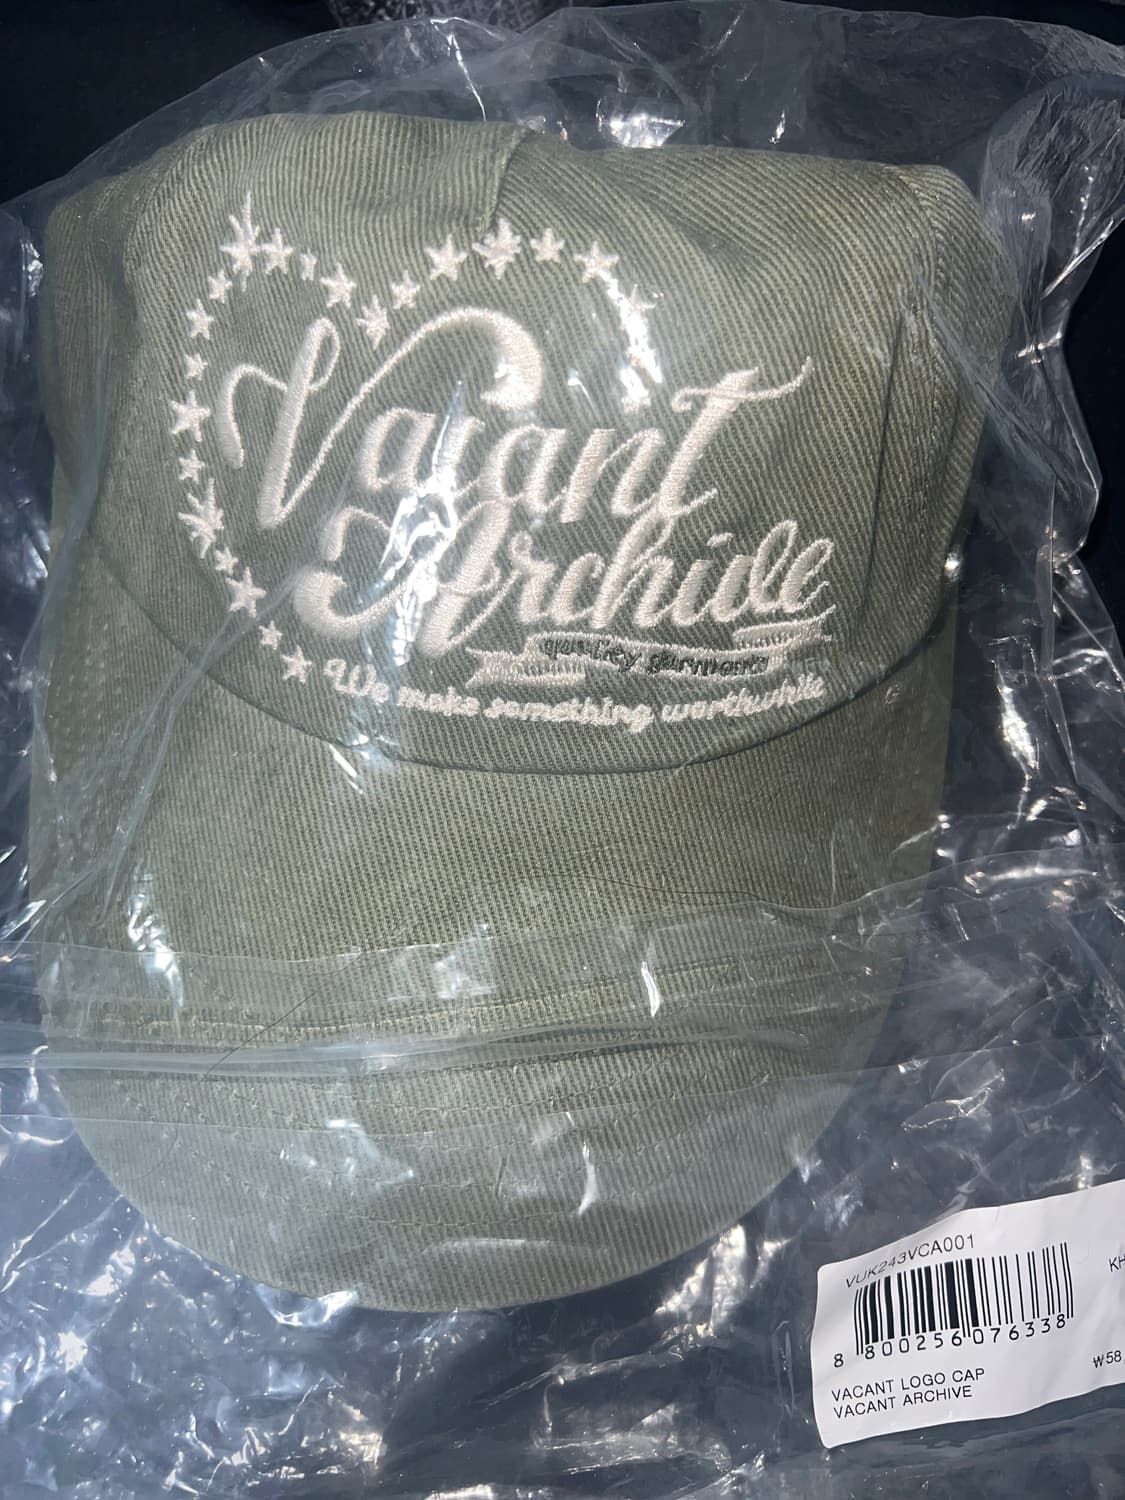 Vacant
Archive
quality garments
We make something worthwhile
VUK243VCA001
KH
8 800256 076338
VACANT LOGO CAP
₩58
VACANT ARCHIVE